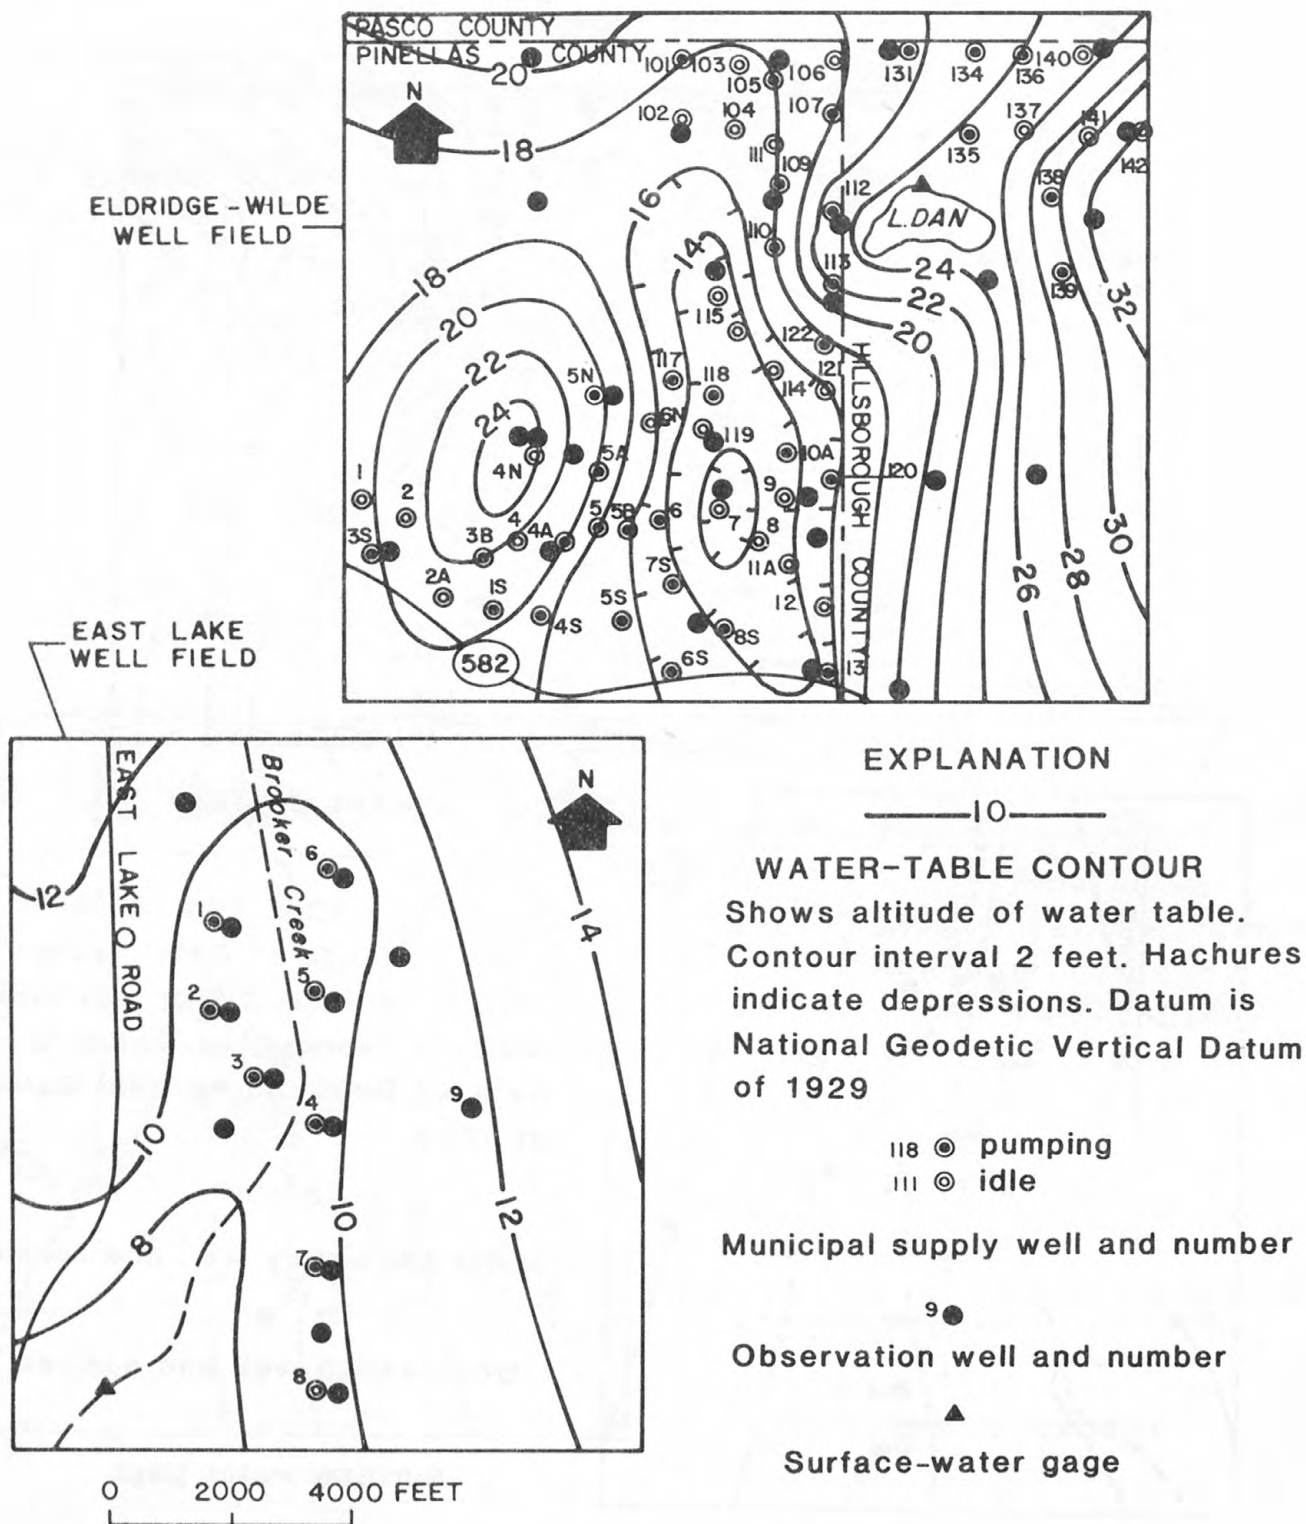 PASCO COUNTY
PINELLAS COUNTY
20
N
101
103
105
106
131
134
136
140
102
104
107
137
141
18
111
109
135
142
112
138
16
ELDRIDGE-WILDE
WELL FIELD
L. DAN
110
14
113
24
139
18
115
22
32
20
20
122
22
117
118
114
12
5N
24
6N
119
HILLSBOROUGH COUNTY
4N
5A
10A
120
1
2
9
3S
3B
4
4A
5
5B
6
7
8
30
2A
1S
7S
11A
26
28
4S
5S
12
8S
6S
13
582
EAST LAKE
WELL FIELD
EAST LAKE ROAD
Brooker Creek
N
6
12
1
14
5
2
3
4
9
10
8
10
12
7
8
0 2000 4000 FEET
EXPLANATION
10
WATER-TABLE CONTOUR
Shows altitude of water table.
Contour interval 2 feet. Hachures
indicate depressions. Datum is
National Geodetic Vertical Datum
of 1929
118 pumping
111 idle
Municipal supply well and number
9
Observation well and number
Surface-water gage